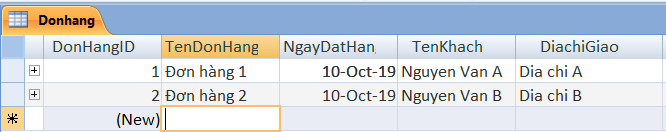 Donhang
DonHangID TenDonHang NgayDatHan TenKhach DiachiGiao
1 Đơn hàng 1 10-Oct-19 Nguyen Van A Dia chi A
2 Đơn hàng 2 10-Oct-19 Nguyen Van B Dia chi B
(New)